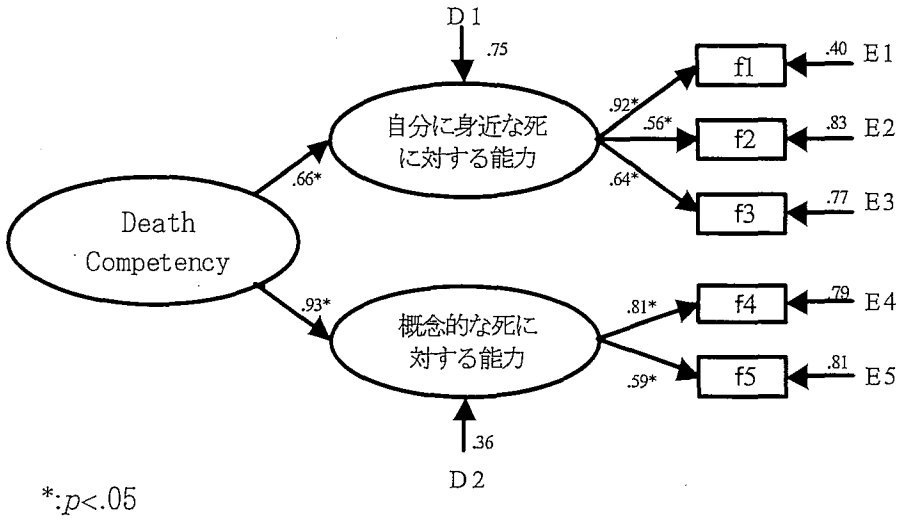 D1
.75
自分に身近な死
に対する能力
.66*
Death
Competency
.93*
概念的な死に
対する能力
.36
D2
.92*
f1
.40
E1
.56*
f2
.83
E2
.64*
f3
.77
E3
.81*
f4
.79
E4
.59*
f5
.81
E5
*:p<.05